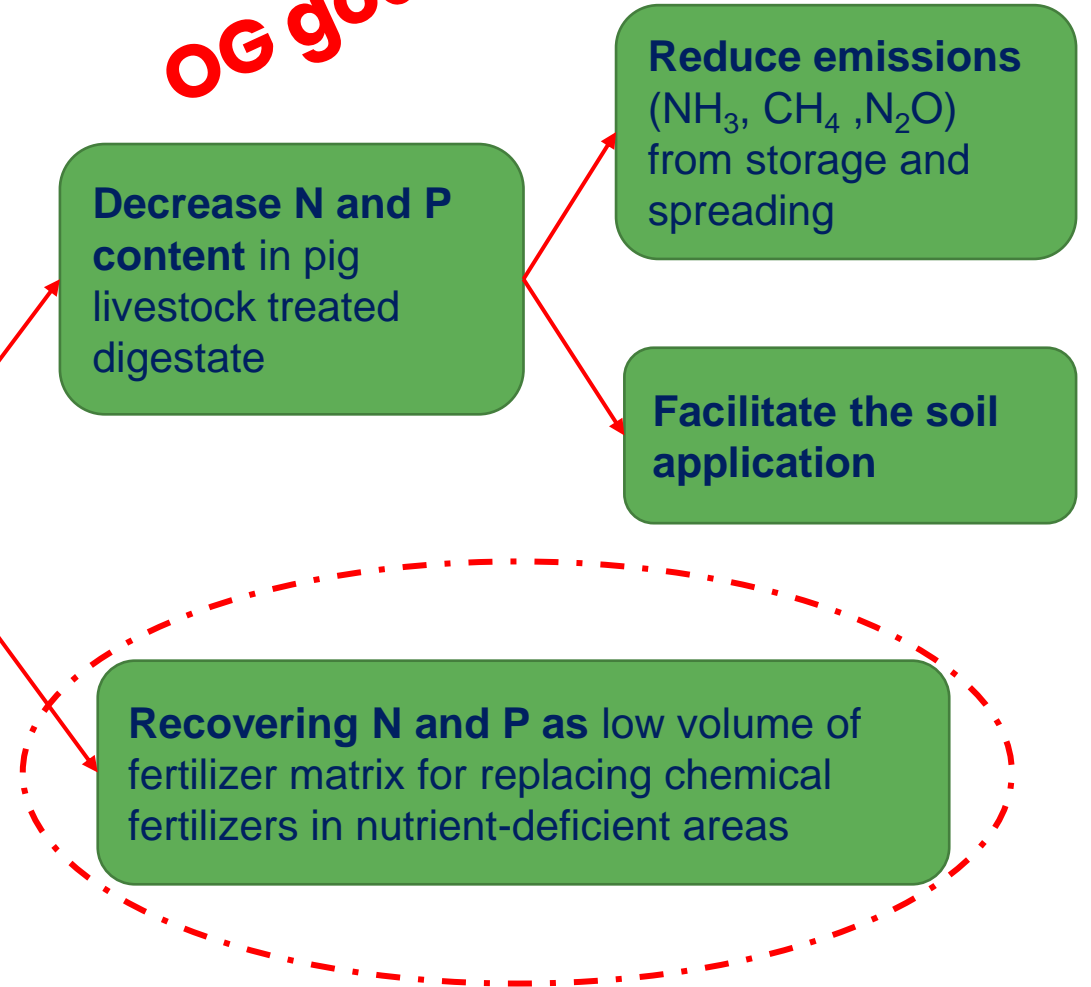 OG
Reduce emissions
(NH₃, CH₄ ,N₂O)
from storage and
spreading
Decrease N and P
content in pig
livestock treated
digestate
Facilitate the soil
application
Recovering N and P as low volume of
fertilizer matrix for replacing chemical
fertilizers in nutrient-deficient areas